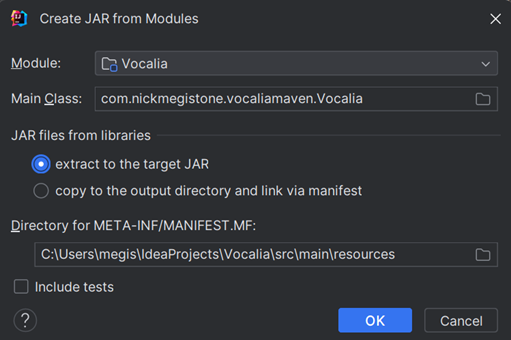 Create JAR from Modules
Module: Vocalia
Main Class: com.nickmegistone.vocaliamaven.Vocalia
JAR files from libraries
extract to the target JAR
copy to the output directory and link via manifest
Directory for META-INF/MANIFEST.MF:
C:\Users\megis\IdeaProjects\Vocalia\src\main\resources
Include tests
? OK Cancel